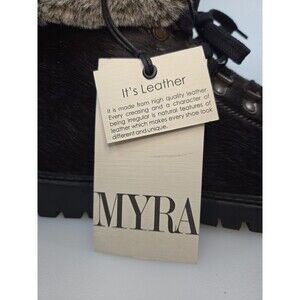 It's Leather
It is made from high quality leather.
Every creasing and a character of
being irregular is natural features of
leather which makes every shoe look
different and unique.
MYRA